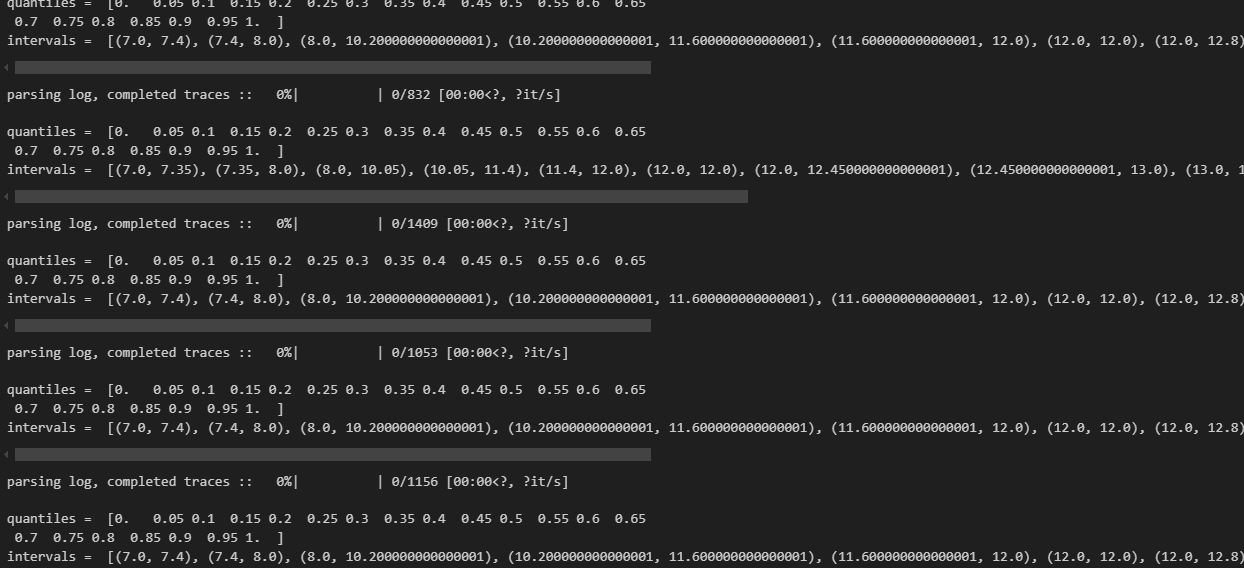 quantiles =  [0.   0.05 0.1  0.15 0.2  0.25 0.3  0.35 0.4  0.45 0.5  0.55 0.6  0.65
 0.7  0.75 0.8  0.85 0.9  0.95 1.  ]
intervals =  [(7.0, 7.4), (7.4, 8.0), (8.0, 10.200000000000001), (10.200000000000001, 11.600000000000001), (11.600000000000001, 12.0), (12.0, 12.0), (12.0, 12.8)
parsing log, completed traces ::   0%|          | 0/832 [00:00<?, ?it/s]
quantiles =  [0.   0.05 0.1  0.15 0.2  0.25 0.3  0.35 0.4  0.45 0.5  0.55 0.6  0.65
 0.7  0.75 0.8  0.85 0.9  0.95 1.  ]
intervals =  [(7.0, 7.35), (7.35, 8.0), (8.0, 10.05), (10.05, 11.4), (11.4, 12.0), (12.0, 12.0), (12.0, 12.450000000000001), (12.450000000000001, 13.0), (13.0, 1
parsing log, completed traces ::   0%|          | 0/1409 [00:00<?, ?it/s]
quantiles =  [0.   0.05 0.1  0.15 0.2  0.25 0.3  0.35 0.4  0.45 0.5  0.55 0.6  0.65
 0.7  0.75 0.8  0.85 0.9  0.95 1.  ]
intervals =  [(7.0, 7.4), (7.4, 8.0), (8.0, 10.200000000000001), (10.200000000000001, 11.600000000000001), (11.600000000000001, 12.0), (12.0, 12.0), (12.0, 12.8)
parsing log, completed traces ::   0%|          | 0/1053 [00:00<?, ?it/s]
quantiles =  [0.   0.05 0.1  0.15 0.2  0.25 0.3  0.35 0.4  0.45 0.5  0.55 0.6  0.65
 0.7  0.75 0.8  0.85 0.9  0.95 1.  ]
intervals =  [(7.0, 7.4), (7.4, 8.0), (8.0, 10.200000000000001), (10.200000000000001, 11.600000000000001), (11.600000000000001, 12.0), (12.0, 12.0), (12.0, 12.8)
parsing log, completed traces ::   0%|          | 0/1156 [00:00<?, ?it/s]
quantiles =  [0.   0.05 0.1  0.15 0.2  0.25 0.3  0.35 0.4  0.45 0.5  0.55 0.6  0.65
 0.7  0.75 0.8  0.85 0.9  0.95 1.  ]
intervals =  [(7.0, 7.4), (7.4, 8.0), (8.0, 10.200000000000001), (10.200000000000001, 11.600000000000001), (11.600000000000001, 12.0), (12.0, 12.0), (12.0, 12.8)